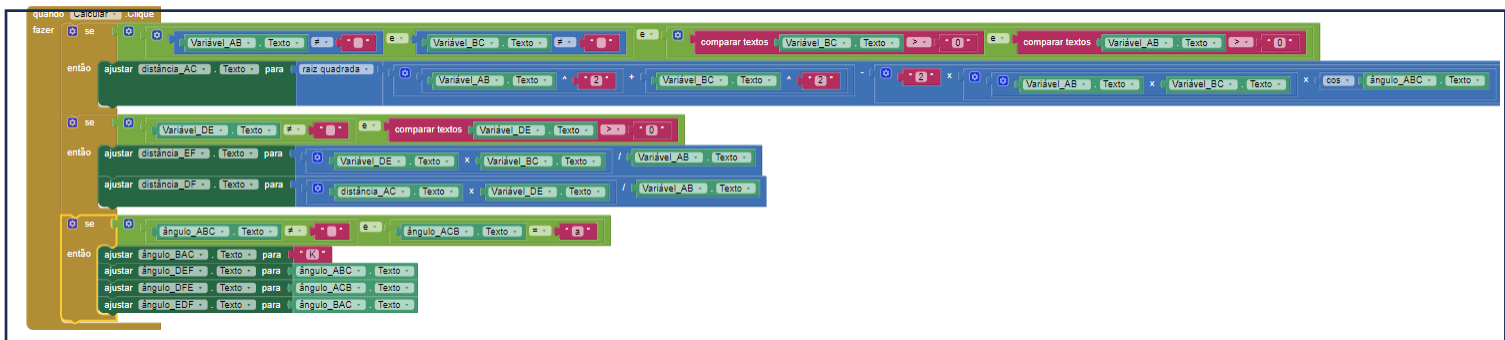 quando Calcular . Clique
fazer se Variável_AB . Texto ≠ " " e Variável_BC . Texto ≠ " " e comparar textos Variável_BC . Texto > " 0 " e comparar textos Variável_AB . Texto > " 0 "
então ajustar distância_AC . Texto para raiz quadrada Variável_AB . Texto ^ " 2 " + Variável_BC . Texto ^ " 2 " - " 2 " x Variável_AB . Texto x Variável_BC . Texto x cos ângulo_ABC . Texto
se Variável_DE . Texto ≠ " " e comparar textos Variável_DE . Texto > " 0 "
então ajustar distância_EF . Texto para Variável_DE . Texto x Variável_BC . Texto / Variável_AB . Texto
ajustar distância_DF . Texto para distância_AC . Texto x Variável_DE . Texto / Variável_AB . Texto
se ângulo_ABC . Texto ≠ " " e ângulo_ACB . Texto = " a "
então ajustar ângulo_BAC . Texto para " K "
ajustar ângulo_DEF . Texto para ângulo_ABC . Texto
ajustar ângulo_DFE . Texto para ângulo_ACB . Texto
ajustar ângulo_EDF . Texto para ângulo_BAC . Texto